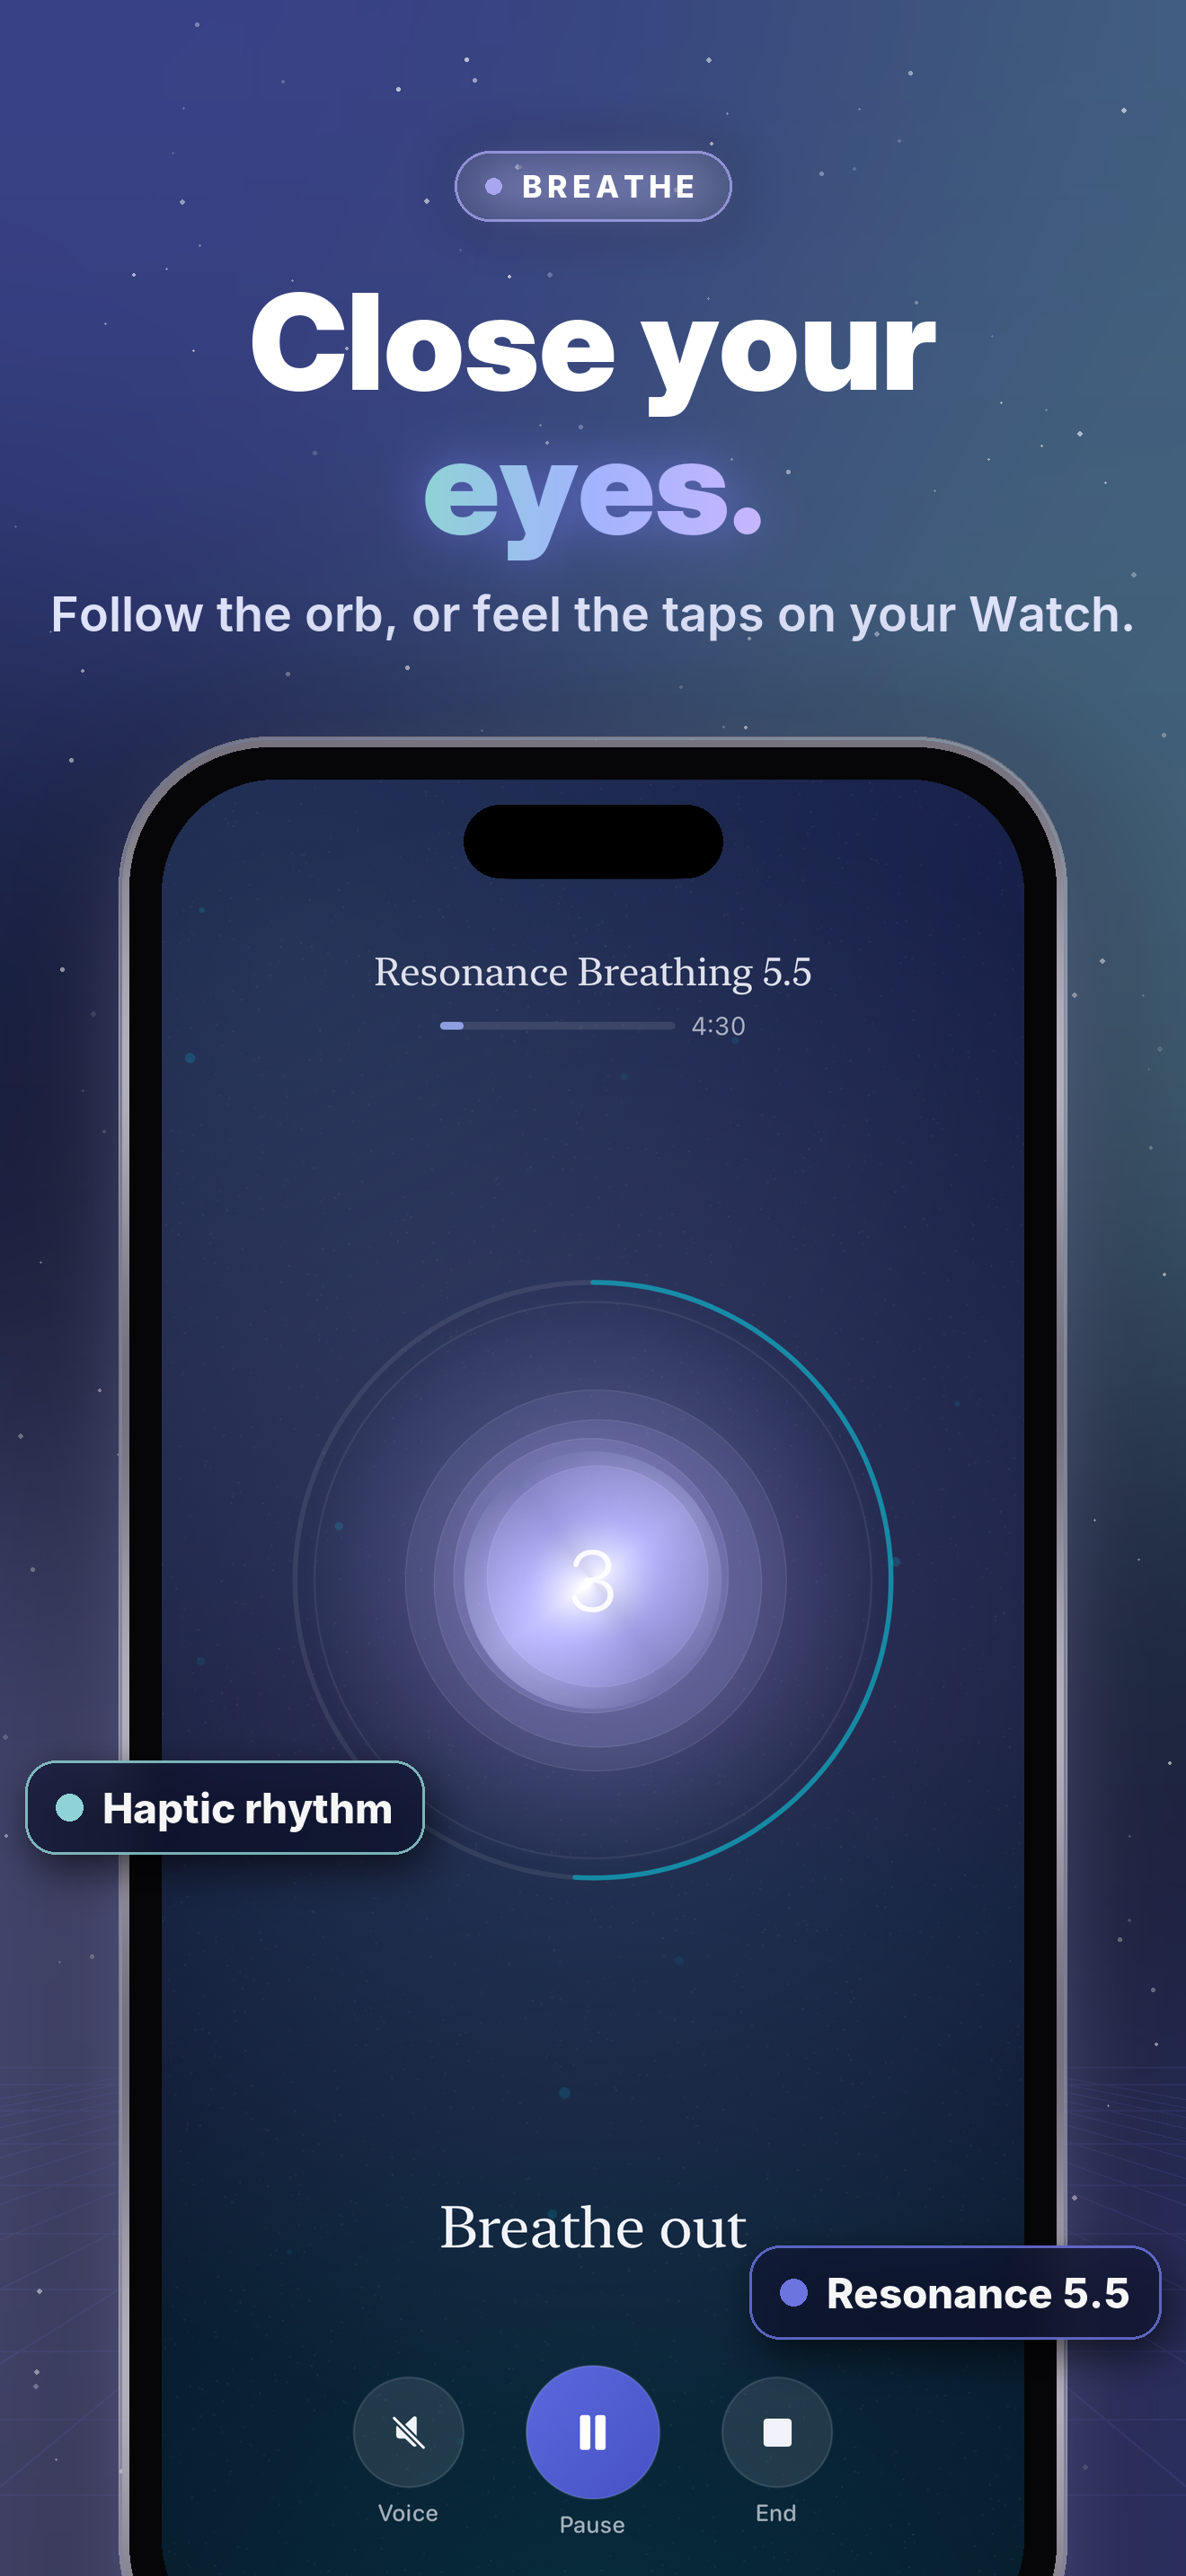 BREATHE
Close your
eyes.
Follow the orb, or feel the taps on your Watch.
Resonance Breathing 5.5
4:30
3
Haptic rhythm
Breathe out
Resonance 5.5
Voice
Pause
End